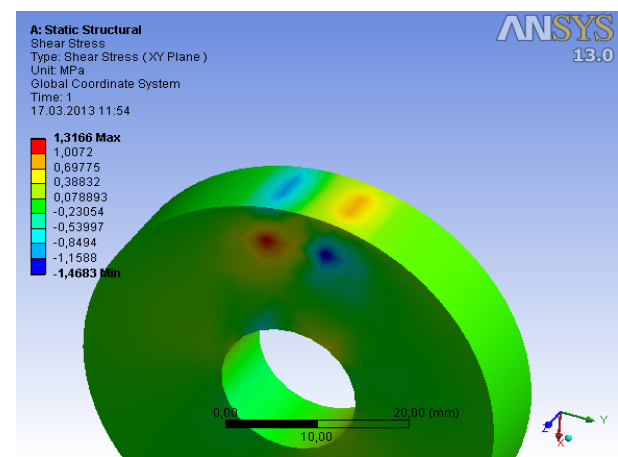 A: Static Structural
Shear Stress
Type: Shear Stress ( XY Plane )
Unit: MPa
Global Coordinate System
Time: 1
17.03.2013 11:54
ANSYS
13.0
1,3166 Max
1,0072
0,69775
0,38832
0,078893
-0,23054
-0,53997
-0,8494
-1,1588
-1,4683 Min
0,00
20,00 (mm)
10,00
Z
X
Y